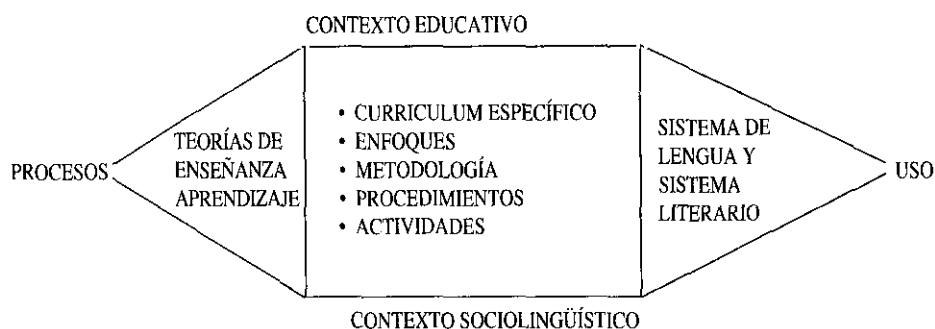 CONTEXTO EDUCATIVO
PROCESOS
TEORÍAS DE
ENSEÑANZA
APRENDIZAJE
• CURRICULUM ESPECÍFICO
• ENFOQUES
• METODOLOGÍA
• PROCEDIMIENTOS
• ACTIVIDADES
SISTEMA DE
LENGUA Y
SISTEMA
LITERARIO
USO
CONTEXTO SOCIOLINGÜÍSTICO